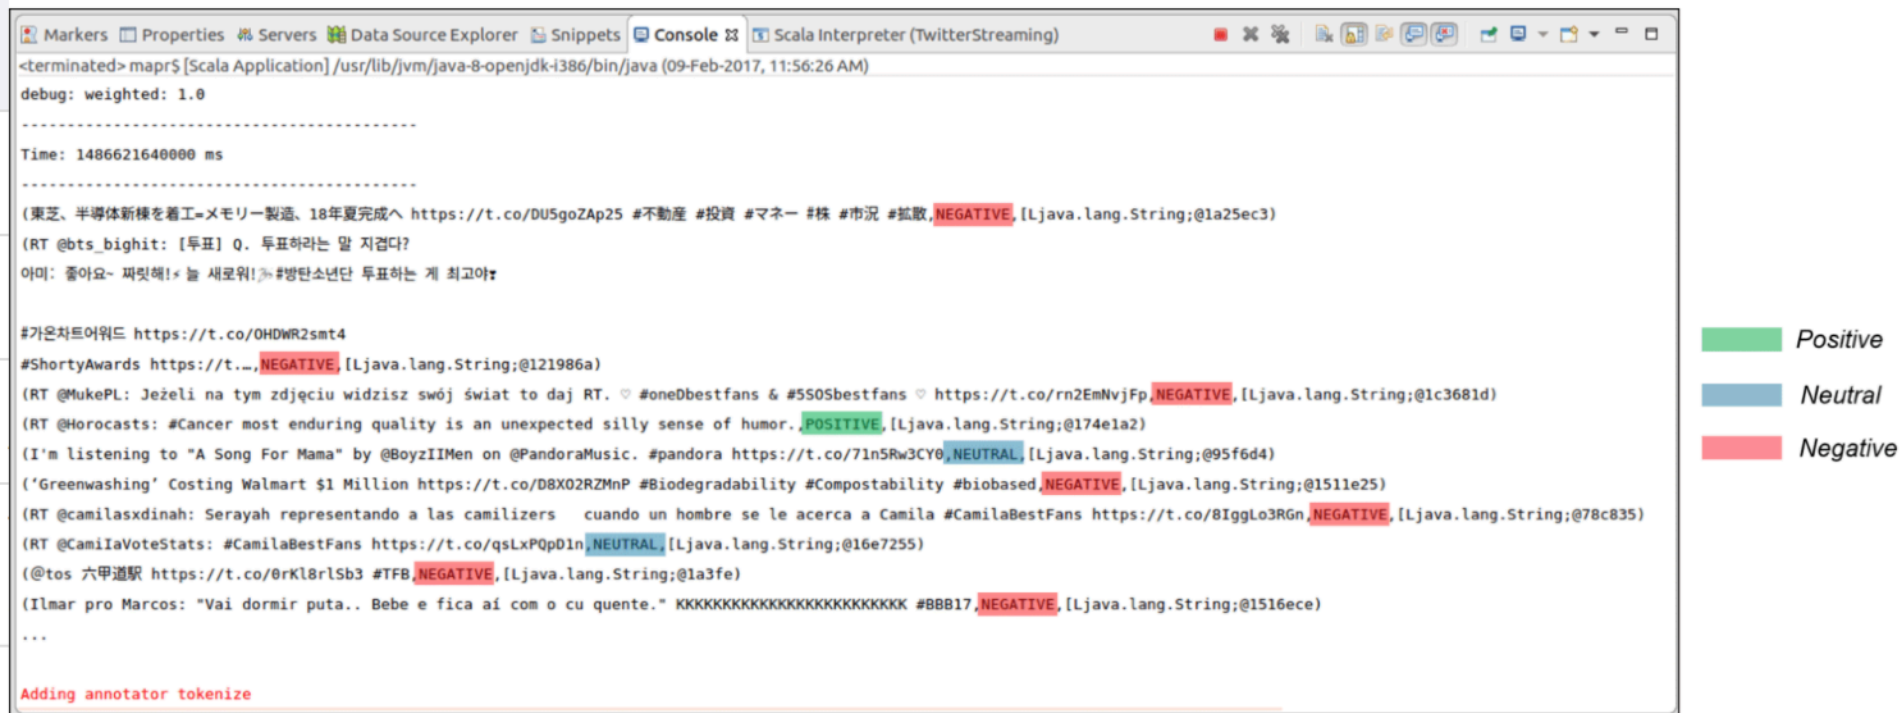 Markers Properties Servers Data Source Explorer Snippets Console Scala Interpreter (TwitterStreaming)
<terminated> mapr$ [Scala Application] /usr/lib/jvm/java-8-openjdk-i386/bin/java (09-Feb-2017, 11:56:26 AM)
debug: weighted: 1.0
-------------------------------------------
Time: 1486621640000 ms
-------------------------------------------
(東芝、半導体新棟を着工=メモリー製造、18年夏完成へ https://t.co/DU5goZAp25 #不動産 #投資 #マネー #株 #市況 #拡散,NEGATIVE,[Ljava.lang.String;@1a25ec3)
(RT @bts_bighit: [투표] Q. 투표하라는 말 지겹다?
아미: 좋아요~ 짜릿해!⚡ 늘 새로워! #방탄소년단 투표하는 게 최고야❣
#가온차트어워드 https://t.co/OHDWR2smt4
#ShortyAwards https://t.…,NEGATIVE,[Ljava.lang.String;@121986a)
(RT @MukePL: Jeżeli na tym zdjęciu widzisz swój świat to daj RT. ♡ #oneDbestfans & #5SOSbestfans ♡ https://t.co/rn2EmNvjFp,NEGATIVE,[Ljava.lang.String;@1c3681d)
(RT @Horocasts: #Cancer most enduring quality is an unexpected silly sense of humor.,POSITIVE,[Ljava.lang.String;@174e1a2)
(I'm listening to "A Song For Mama" by @BoyzIIMen on @PandoraMusic. #pandora https://t.co/71n5Rw3CY0,NEUTRAL,[Ljava.lang.String;@95f6d4)
(‘Greenwashing’ Costing Walmart $1 Million https://t.co/D8XO2RZMnP #Biodegradability #Compostability #biobased,NEGATIVE,[Ljava.lang.String;@1511e25)
(RT @camilasxdinah: Serayah representando a las camilizers   cuando un hombre se le acerca a Camila #CamilaBestFans https://t.co/8IggLo3RGn,NEGATIVE,[Ljava.lang.String;@78c835)
(RT @CamiIaVoteStats: #CamilaBestFans https://t.co/qsLxPQpD1n,NEUTRAL,[Ljava.lang.String;@16e7255)
(@tos 六甲道駅 https://t.co/0rKl8rlSb3 #TFB,NEGATIVE,[Ljava.lang.String;@1a3fe)
(Ilmar pro Marcos: "Vai dormir puta.. Bebe e fica aí com o cu quente." KKKKKKKKKKKKKKKKKKKKKKKKK #BBB17,NEGATIVE,[Ljava.lang.String;@1516ece)
...
Adding annotator tokenize
Positive
Neutral
Negative